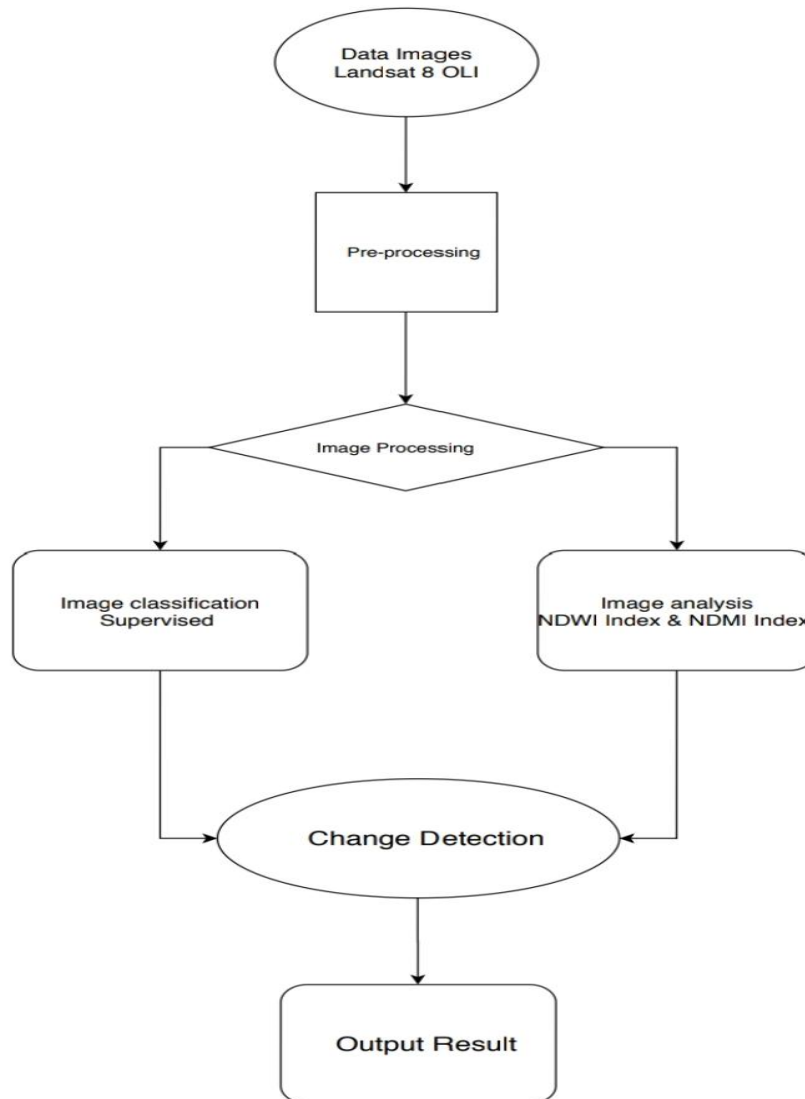 Data Images
Landsat 8 OLI
Pre-processing
Image Processing
Image classification
Supervised
Image analysis
NDWI Index & NDMI Index
Change Detection
Output Result